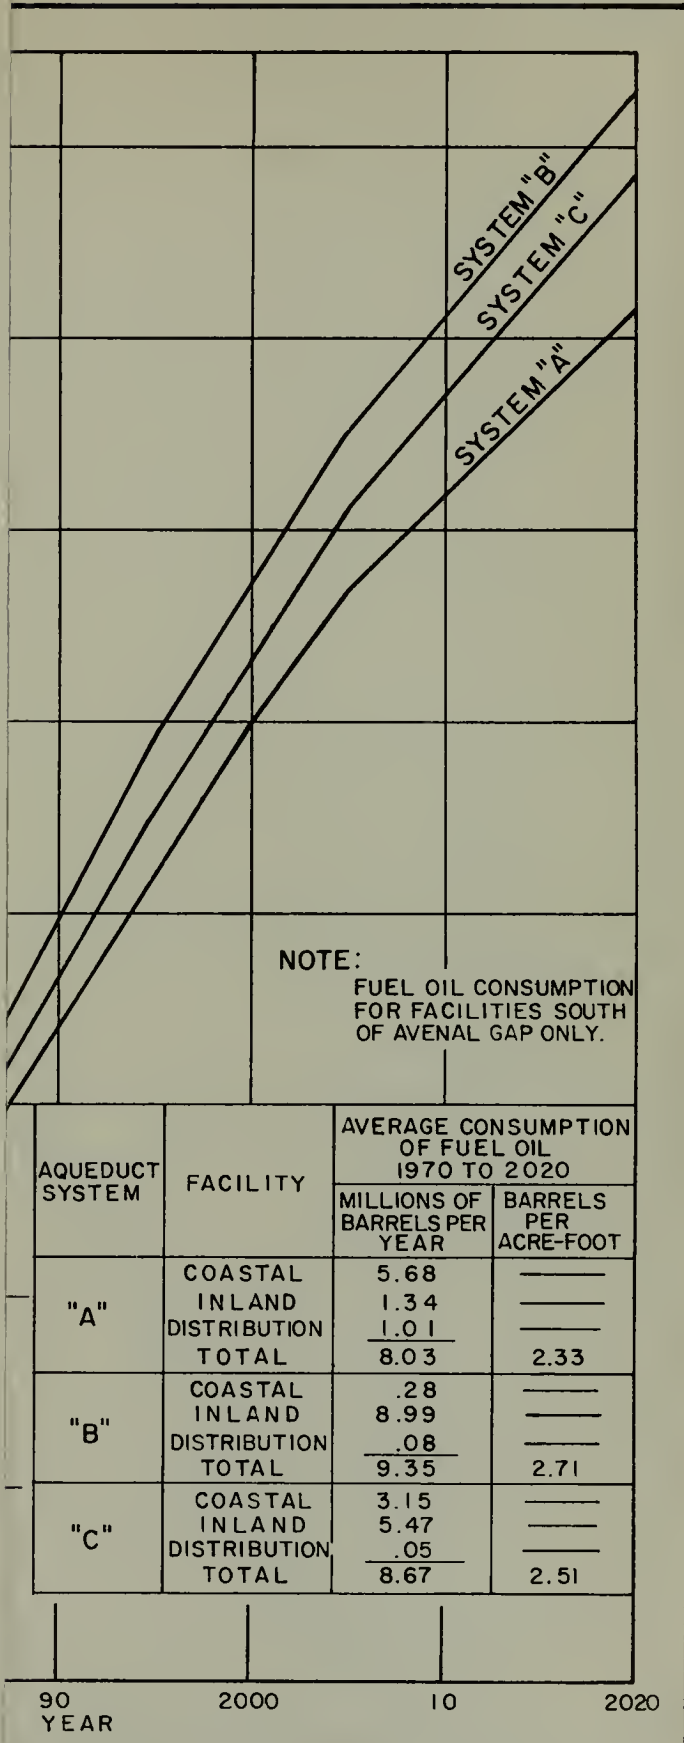 SYSTEM "B"
SYSTEM "C"
SYSTEM "A"
NOTE:
FUEL OIL CONSUMPTION
FOR FACILITIES SOUTH
OF AVENAL GAP ONLY.
AQUEDUCT
SYSTEM
FACILITY
AVERAGE CONSUMPTION
OF FUEL OIL
1970 TO 2020
MILLIONS OF
BARRELS PER
YEAR
BARRELS
PER
ACRE-FOOT
"A"
COASTAL 5.68
INLAND 1.34
DISTRIBUTION 1.01
TOTAL 8.03 2.33
"B"
COASTAL .28
INLAND 8.99
DISTRIBUTION .08
TOTAL 9.35 2.71
"C"
COASTAL 3.15
INLAND 5.47
DISTRIBUTION .05
TOTAL 8.67 2.51
90 2000 10 2020
YEAR